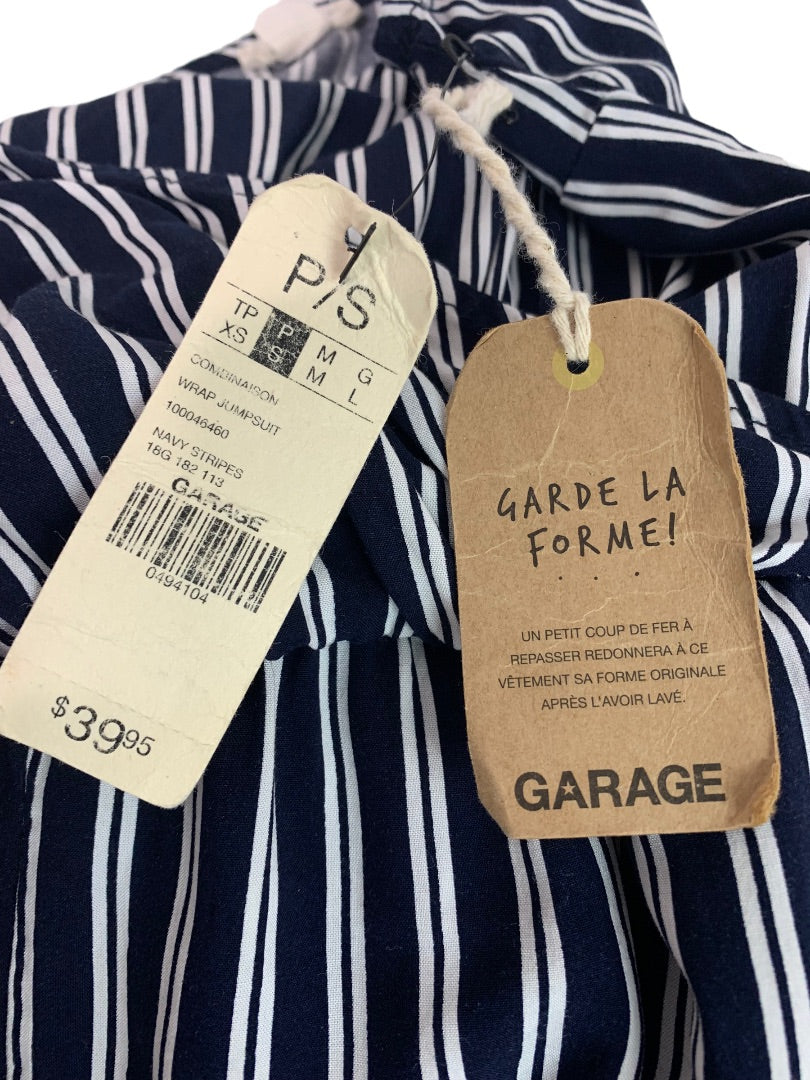 P/S
TP P M G
XS S M L
COMBINAISON
WRAP JUMPSUIT
100046460
NAVY STRIPES
18G 182 113
GARAGE
0494104
$39.95
GARDE LA
FORME!
. . .
UN PETIT COUP DE FER À
REPASSER REDONNERA À CE
VÊTEMENT SA FORME ORIGINALE
APRÈS L'AVOIR LAVÉ.
GARAGE